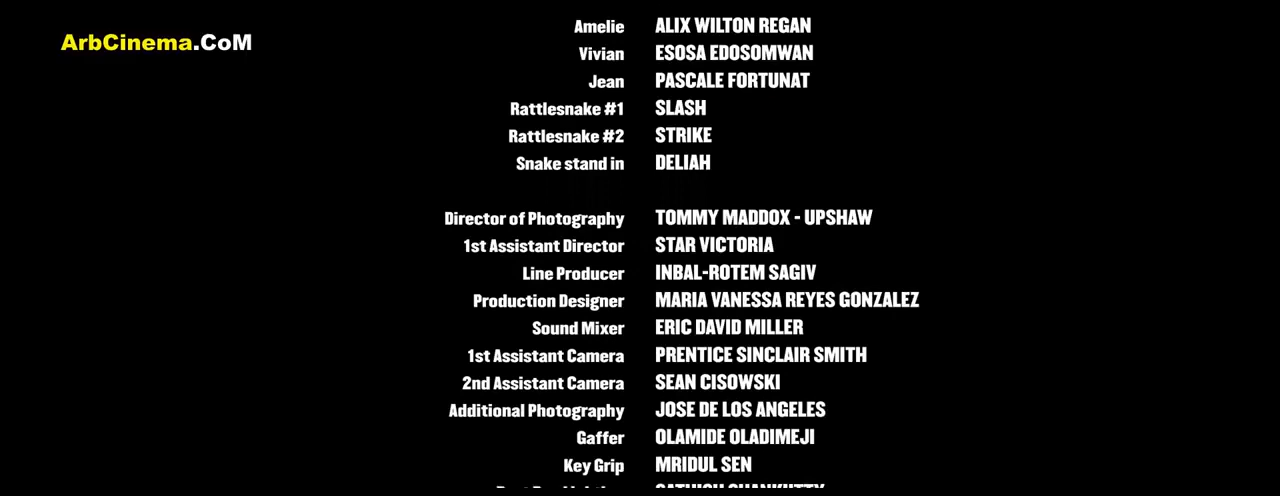 ArbCinema.CoM
Amelie ALIX WILTON REGAN
Vivian ESOSA EDOSOMWAN
Jean PASCALE FORTUNAT
Rattlesnake #1 SLASH
Rattlesnake #2 STRIKE
Snake stand in DELIAH
Director of Photography TOMMY MADDOX - UPSHAW
1st Assistant Director STAR VICTORIA
Line Producer INBAL-ROTEM SAGIV
Production Designer MARIA VANESSA REYES GONZALEZ
Sound Mixer ERIC DAVID MILLER
1st Assistant Camera PRENTICE SINCLAIR SMITH
2nd Assistant Camera SEAN CISOWSKI
Additional Photography JOSE DE LOS ANGELES
Gaffer OLAMIDE OLADIMEJI
Key Grip MRIDUL SEN